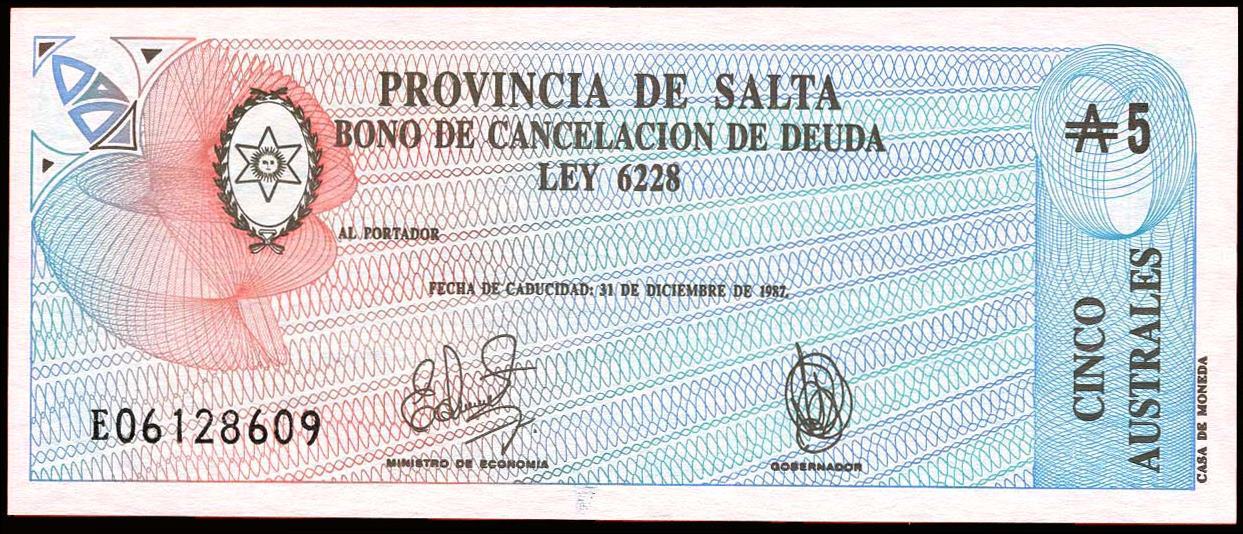 PROVINCIA DE SALTA
BONO DE CANCELACION DE DEUDA
LEY 6228
₳ 5
AL PORTADOR
FECHA DE CADUCIDAD: 31 DE DICIEMBRE DE 1987.
CINCO
AUSTRALES
E06128609
MINISTRO DE ECONOMIA
GOBERNADOR
CASA DE MONEDA